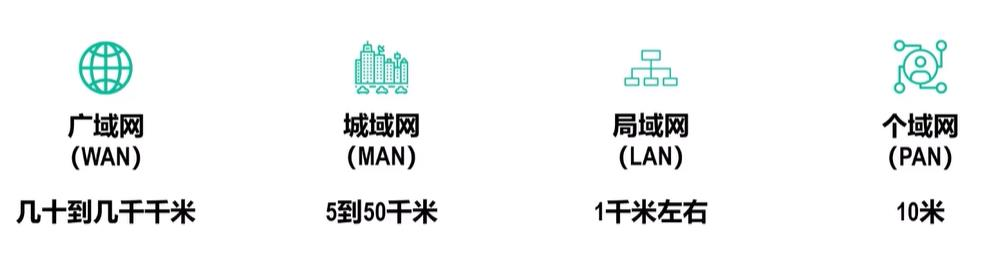 广域网
（WAN）
几十到几千千米
城域网
（MAN）
5到50千米
局域网
（LAN）
1千米左右
个域网
（PAN）
10米